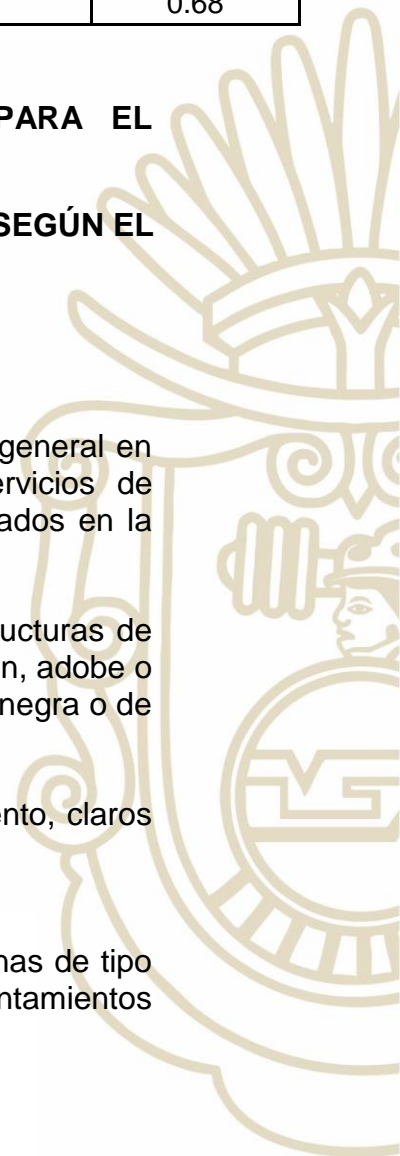 0.68
PARA EL
SEGÚN EL
general en
ervicios de
ados en la
ucturas de
n, adobe o
negra o de
ento, claros
nas de tipo
ntamientos